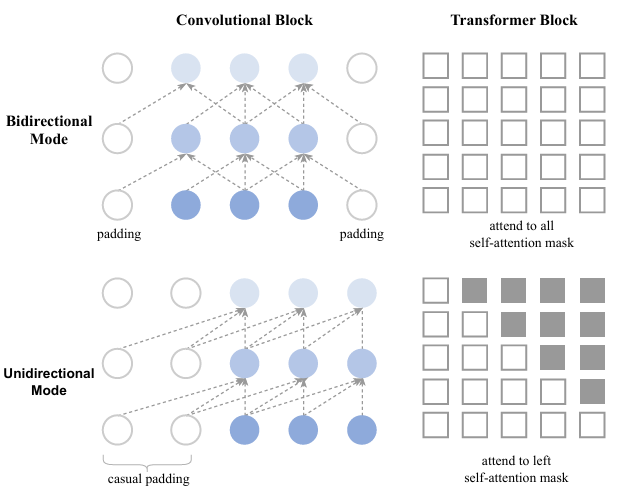 Convolutional Block
Transformer Block
Bidirectional
Mode
padding
padding
attend to all
self-attention mask
Unidirectional
Mode
casual padding
attend to left
self-attention mask